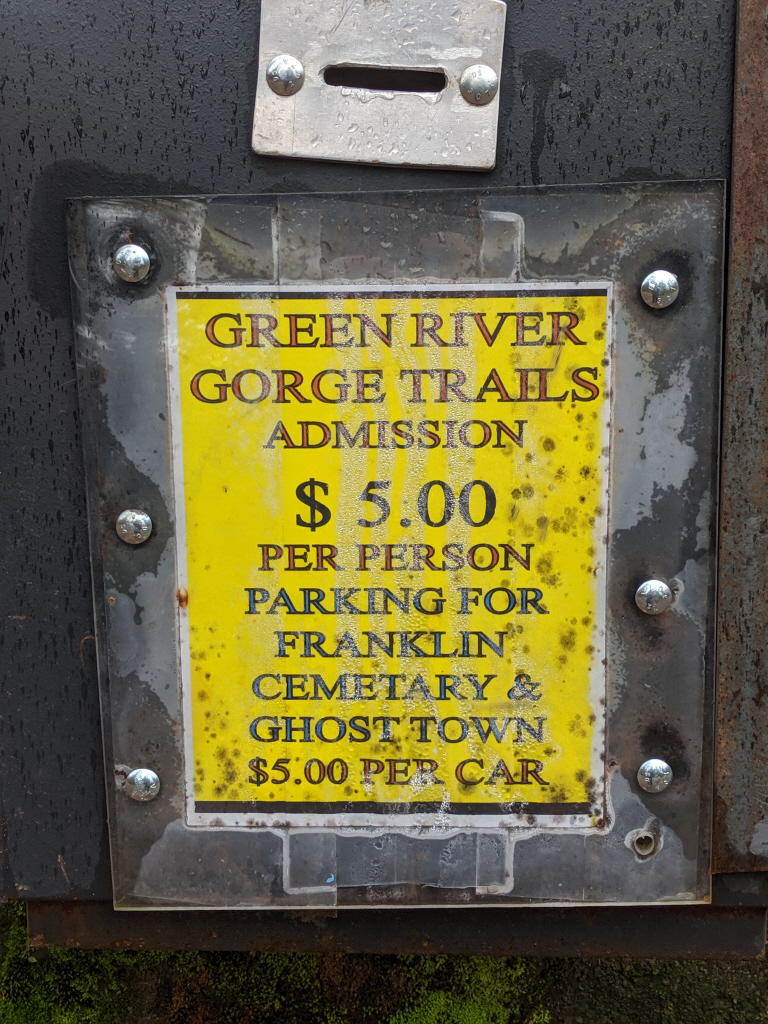 GREEN RIVER
GORGE TRAILS
ADMISSION
$ 5.00
PER PERSON
PARKING FOR
FRANKLIN
CEMETARY &
GHOST TOWN
$5.00 PER CAR